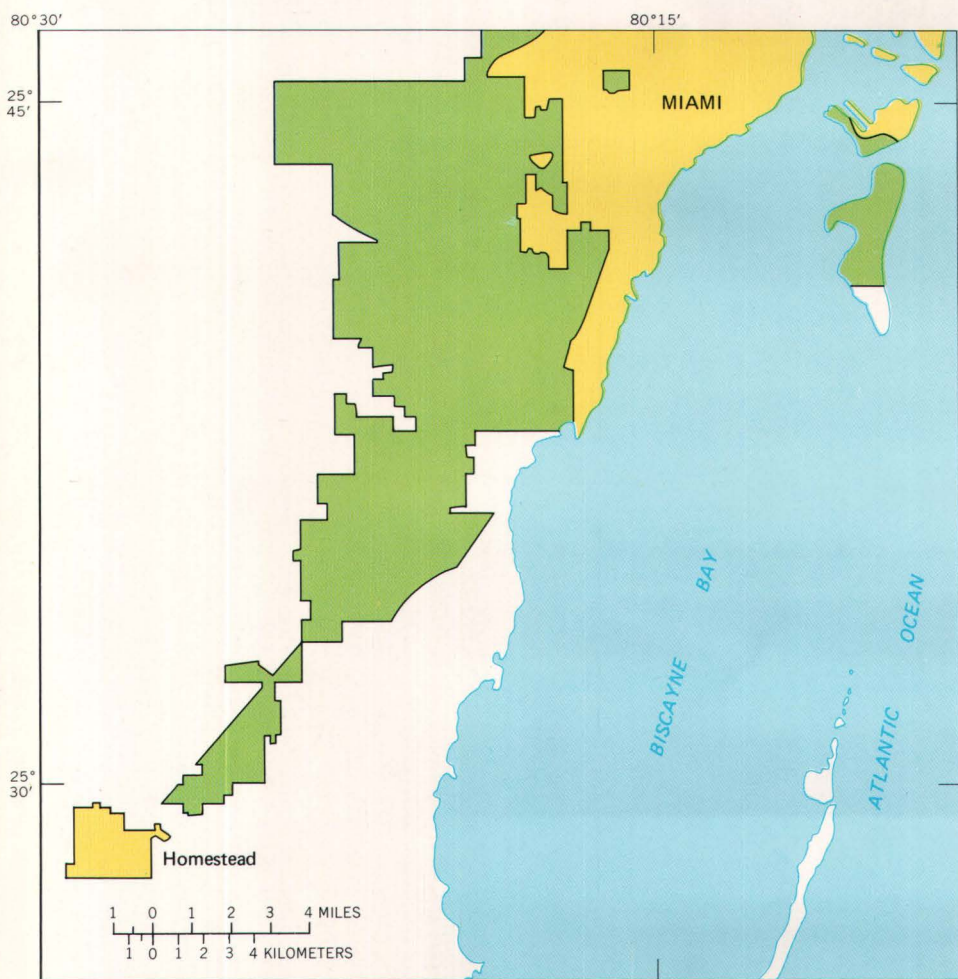 80°30'
80°15'
25°
45'
MIAMI
BISCAYNE BAY
ATLANTIC OCEAN
25°
30'
Homestead
1 0 1 2 3 4 MILES
1 0 1 2 3 4 KILOMETERS